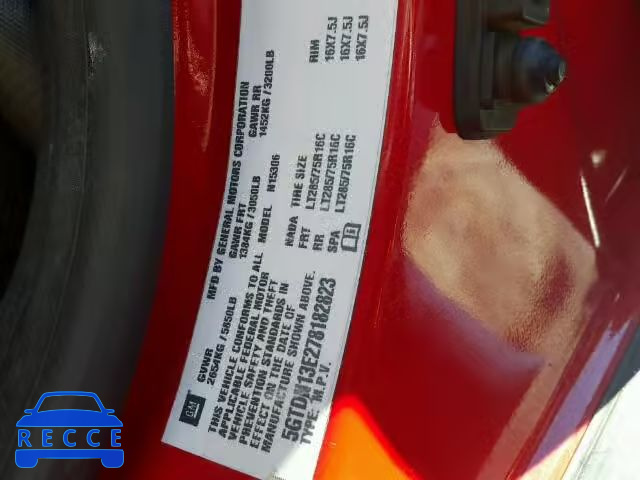 MFD BY GENERAL MOTORS CORPORATION
GVWR GAWR FRT GAWR RR
2654KG/5850LB 1384KG/3050LB 1452KG/3200LB
THIS VEHICLE CONFORMS TO ALL
APPLICABLE FEDERAL MOTOR
VEHICLE SAFETY AND THEFT
PREVENTION STANDARDS IN
EFFECT ON THE DATE OF
MANUFACTURE SHOWN ABOVE.
5GTDN13E278182823
TYPE: M.P.V.
MODEL N15306
NADA TIRE SIZE RIM
FRT LT285/75R16C 16X7.5J
RR LT285/75R16C 16X7.5J
SPA LT285/75R16C 16X7.5J
GM
RECCE